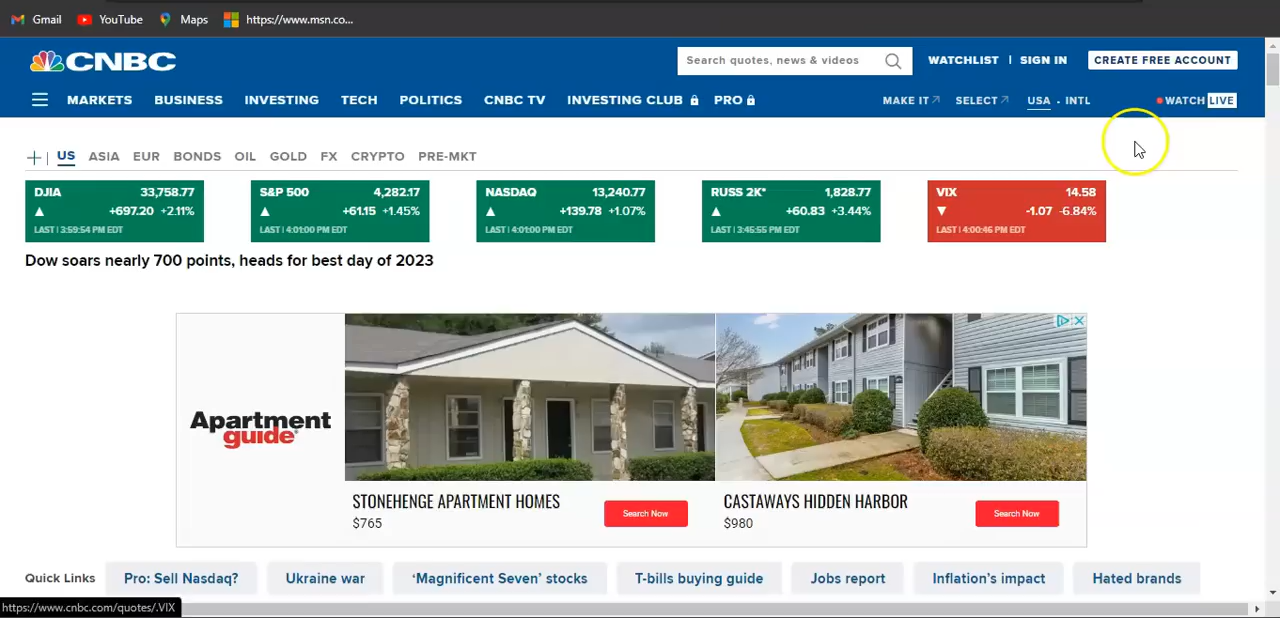 Gmail YouTube Maps https://www.msn.co...
CNBC Search quotes, news & videos WATCHLIST | SIGN IN CREATE FREE ACCOUNT
MARKETS BUSINESS INVESTING TECH POLITICS CNBC TV INVESTING CLUB PRO MAKE IT SELECT USA · INTL WATCH LIVE
+ | US ASIA EUR BONDS OIL GOLD FX CRYPTO PRE-MKT
DJIA 33,758.77
▲ +697.20 +2.11%
LAST | 3:59:54 PM EDT
S&P 500 4,282.17
▲ +61.15 +1.45%
LAST | 4:01:00 PM EDT
NASDAQ 13,240.77
▲ +139.78 +1.07%
LAST | 4:01:00 PM EDT
RUSS 2K* 1,828.77
▲ +60.83 +3.44%
LAST | 3:45:55 PM EDT
VIX 14.58
▼ -1.07 -6.84%
LAST | 4:00:46 PM EDT
Dow soars nearly 700 points, heads for best day of 2023
Apartment
guide
STONEHENGE APARTMENT HOMES
$765
Search Now
CASTAWAYS HIDDEN HARBOR
$980
Search Now
Quick Links Pro: Sell Nasdaq? Ukraine war 'Magnificent Seven' stocks T-bills buying guide Jobs report Inflation's impact Hated brands
https://www.cnbc.com/quotes/.VIX